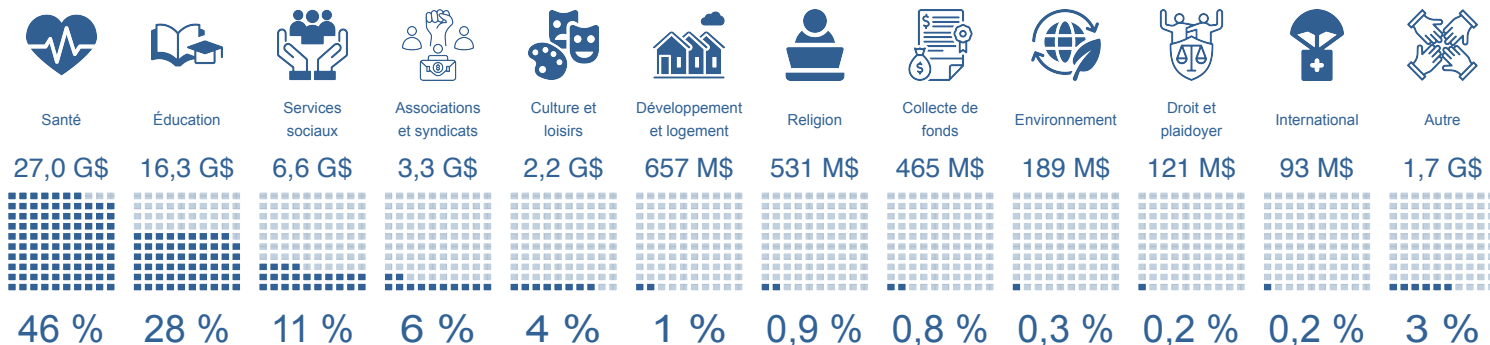 Santé
Éducation
Services
sociaux
Associations
et syndicats
Culture et
loisirs
Développement
et logement
Religion
Collecte de
fonds
Environnement
Droit et
plaidoyer
International
Autre
27,0 G$ 16,3 G$ 6,6 G$ 3,3 G$ 2,2 G$ 657 M$ 531 M$ 465 M$ 189 M$ 121 M$ 93 M$ 1,7 G$
46 % 28 % 11 % 6 % 4 % 1 % 0,9 % 0,8 % 0,3 % 0,2 % 0,2 % 3 %